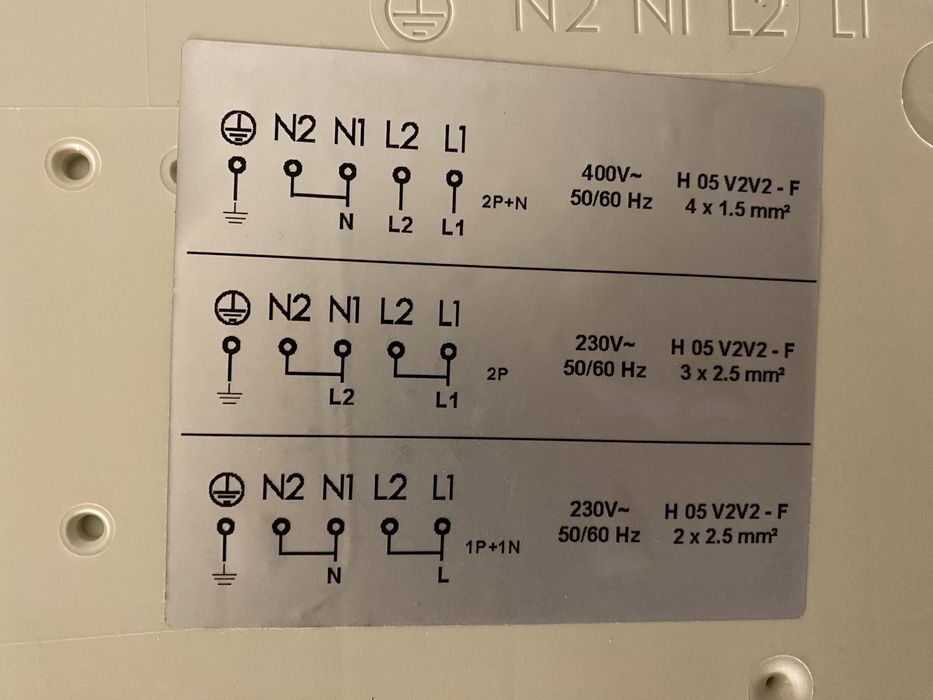 N2 N1 L2 L1
N2 N1 L2 L1
N L2 L1 2P+N
400V~
50/60 Hz
H 05 V2V2 - F
4 x 1.5 mm²
N2 N1 L2 L1
L2 L1 2P
230V~
50/60 Hz
H 05 V2V2 - F
3 x 2.5 mm²
N2 N1 L2 L1
N L 1P+1N
230V~
50/60 Hz
H 05 V2V2 - F
2 x 2.5 mm²